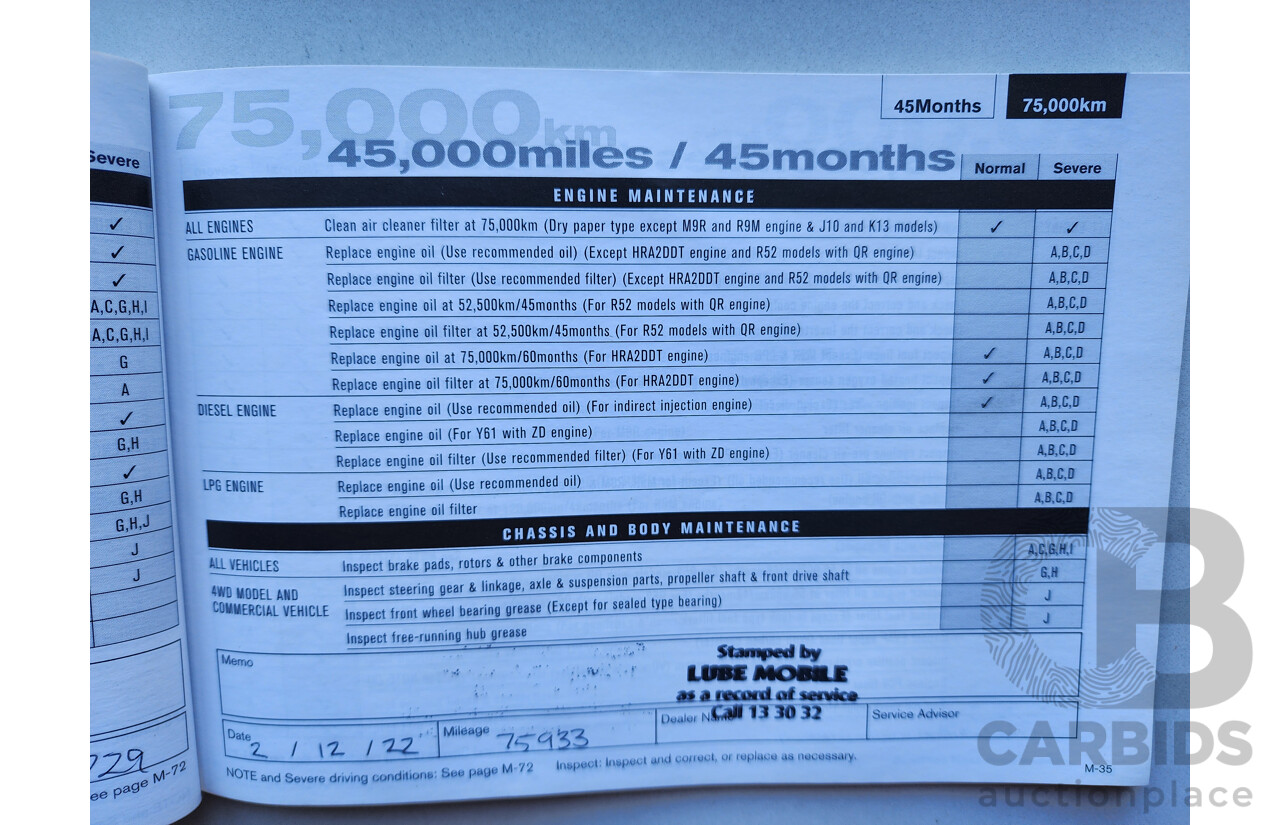 Severe
✓
✓
✓
A,C,G,H,I
A,C,G,H,I
G
A
✓
G,H
✓
G,H
G,H,J
J
J
729
ee page M-72
45Months
75,000km
75,000km
45,000miles / 45months
Normal Severe
ENGINE MAINTENANCE
ALL ENGINES Clean air cleaner filter at 75,000km (Dry paper type except M9R and R9M engine & J10 and K13 models) ✓ ✓
GASOLINE ENGINE Replace engine oil (Use recommended oil) (Except HRA2DDT engine and R52 models with QR engine) A,B,C,D
Replace engine oil filter (Use recommended filter) (Except HRA2DDT engine and R52 models with QR engine) A,B,C,D
Replace engine oil at 52,500km/45months (For R52 models with QR engine) A,B,C,D
Replace engine oil filter at 52,500km/45months (For R52 models with QR engine) A,B,C,D
Replace engine oil at 75,000km/60months (For HRA2DDT engine) ✓ A,B,C,D
Replace engine oil filter at 75,000km/60months (For HRA2DDT engine) ✓ A,B,C,D
DIESEL ENGINE Replace engine oil (Use recommended oil) (For indirect injection engine) ✓ A,B,C,D
Replace engine oil (For Y61 with ZD engine) A,B,C,D
Replace engine oil filter (Use recommended filter) (For Y61 with ZD engine) A,B,C,D
LPG ENGINE Replace engine oil (Use recommended oil) A,B,C,D
Replace engine oil filter A,B,C,D
CHASSIS AND BODY MAINTENANCE
ALL VEHICLES Inspect brake pads, rotors & other brake components A,C,G,H,I
4WD MODEL AND COMMERCIAL VEHICLE Inspect steering gear & linkage, axle & suspension parts, propeller shaft & front drive shaft G,H
Inspect front wheel bearing grease (Except for sealed type bearing) J
Inspect free-running hub grease J
Memo
Stamped by
LUBE MOBILE
as a record of service
Call 13 30 32
Date 2 / 12 / 22 Mileage 75933 Dealer Name Service Advisor
NOTE and Severe driving conditions: See page M-72 Inspect: Inspect and correct, or replace as necessary.
M-35
CARBIDS
auctionplace